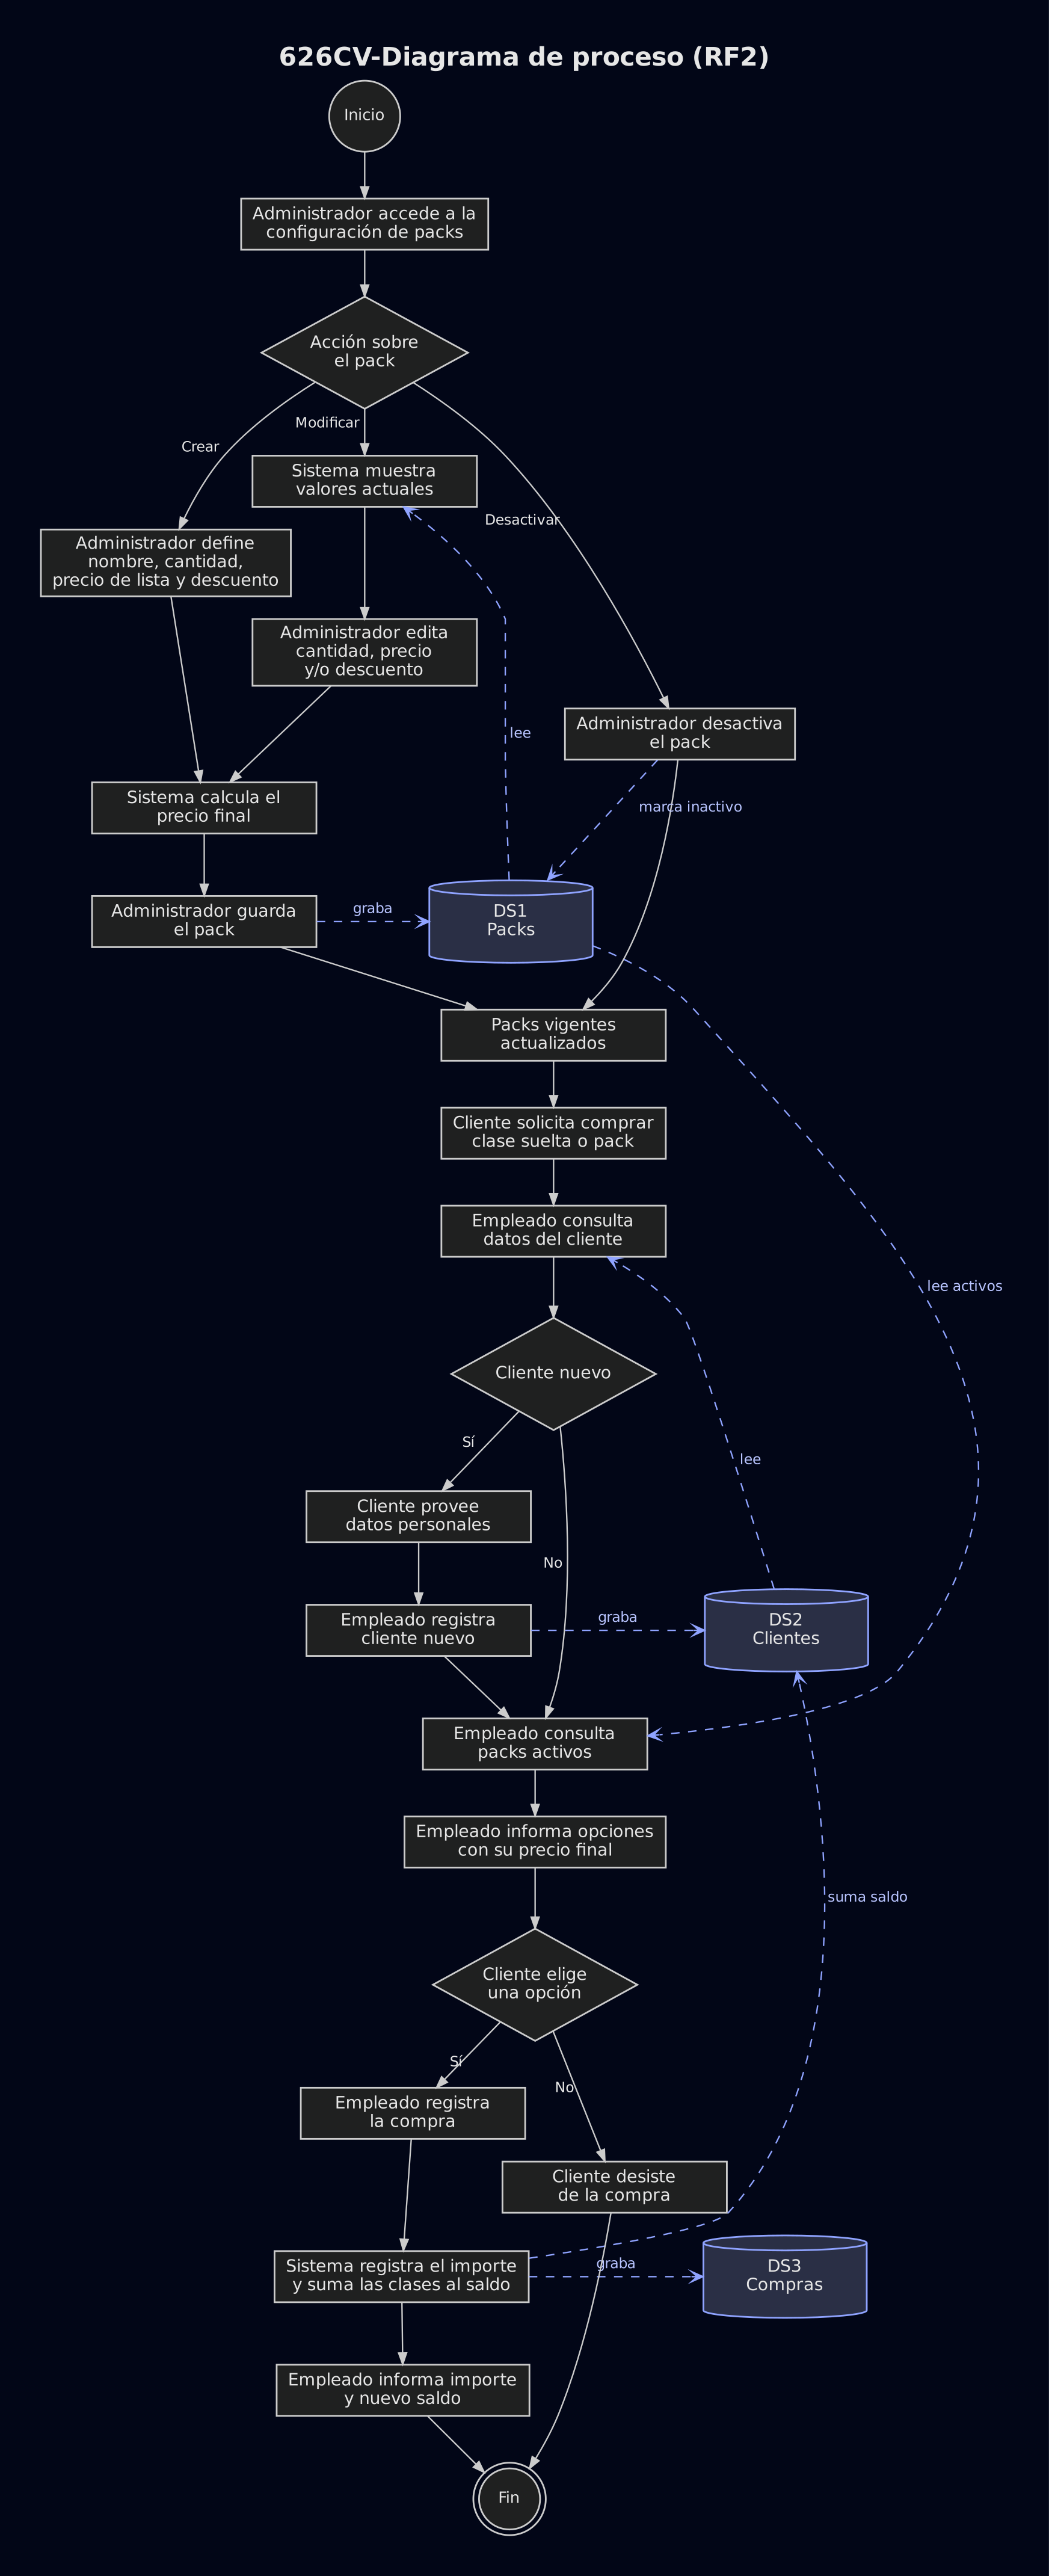 626CV-Diagrama de proceso (RF2)
Inicio
Administrador accede a la
configuración de packs
Acción sobre
el pack
Crear
Modificar
Desactivar
Sistema muestra
valores actuales
Administrador define
nombre, cantidad,
precio de lista y descuento
Administrador edita
cantidad, precio
y/o descuento
lee
Administrador desactiva
el pack
marca inactivo
Sistema calcula el
precio final
Administrador guarda
el pack
graba
DS1
Packs
Packs vigentes
actualizados
Cliente solicita comprar
clase suelta o pack
Empleado consulta
datos del cliente
lee activos
Cliente nuevo
Sí
No
lee
Cliente provee
datos personales
Empleado registra
cliente nuevo
graba
DS2
Clientes
Empleado consulta
packs activos
Empleado informa opciones
con su precio final
suma saldo
Cliente elige
una opción
Sí
No
Empleado registra
la compra
Cliente desiste
de la compra
Sistema registra el importe
y suma las clases al saldo
graba
DS3
Compras
Empleado informa importe
y nuevo saldo
Fin